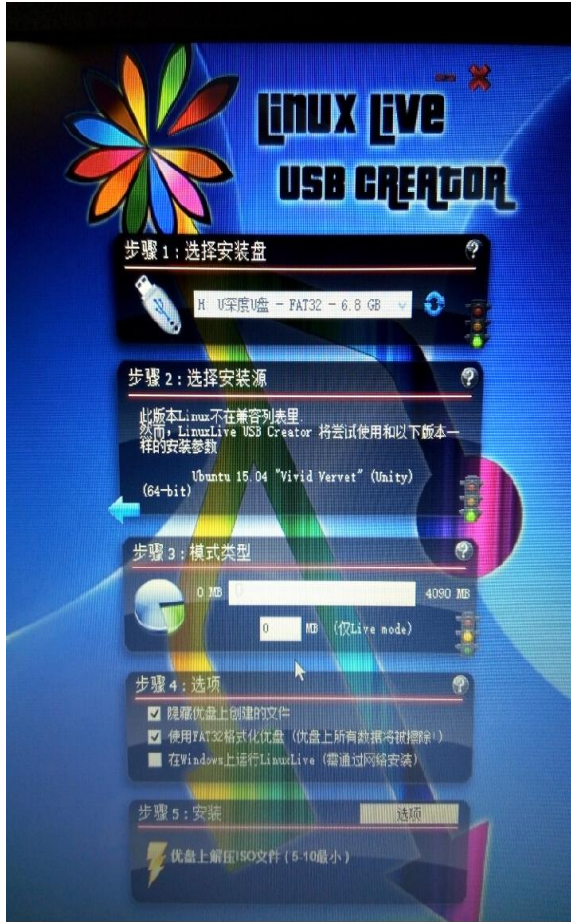 Linux Live
USB CREATOR
步骤 1：选择安装盘
H U深度U盘 - FAT32 - 6.8 GB
步骤 2：选择安装源
此版本Linux不在兼容列表里.
然而，LinuxLive USB Creator 将尝试使用和以下版本一
样的安装参数
Ubuntu 15.04 "Vivid Vervet" (Unity)
(64-bit)
步骤 3：模式类型
0 MB 4090 MB
0 MB (仅Live mode)
步骤 4：选项
隐藏优盘上创建的文件
使用FAT32格式化优盘 (优盘上所有数据将被擦除!)
在Windows上运行LinuxLive (需通过网络安装)
步骤 5：安装 选项
优盘上解压ISO文件 ( 5-10最小 )